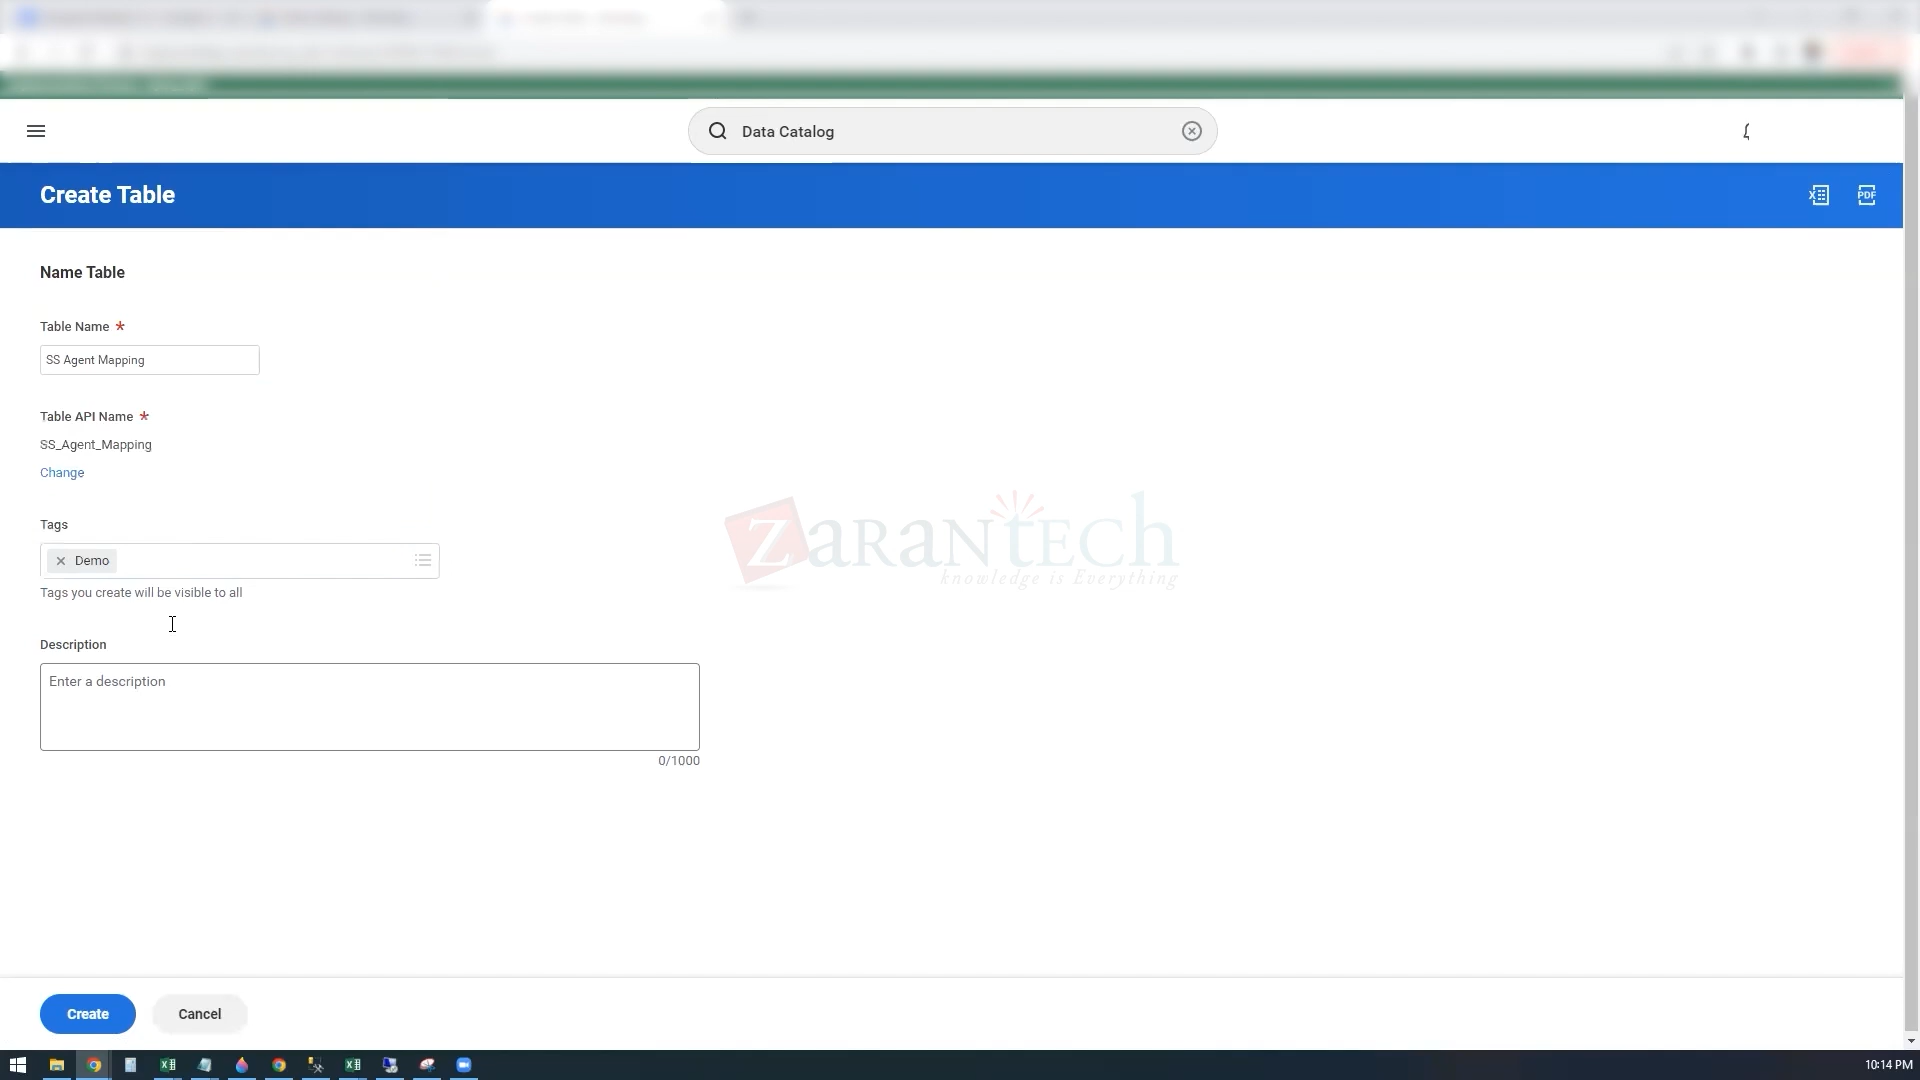 Data Catalog
Create Table
PDF
Name Table
Table Name *
SS Agent Mapping
Table API Name *
SS_Agent_Mapping
Change
Tags
Demo
Tags you create will be visible to all
Description
Enter a description
0/1000
ZaranTech
knowledge is Everything
Create
Cancel
10:14 PM